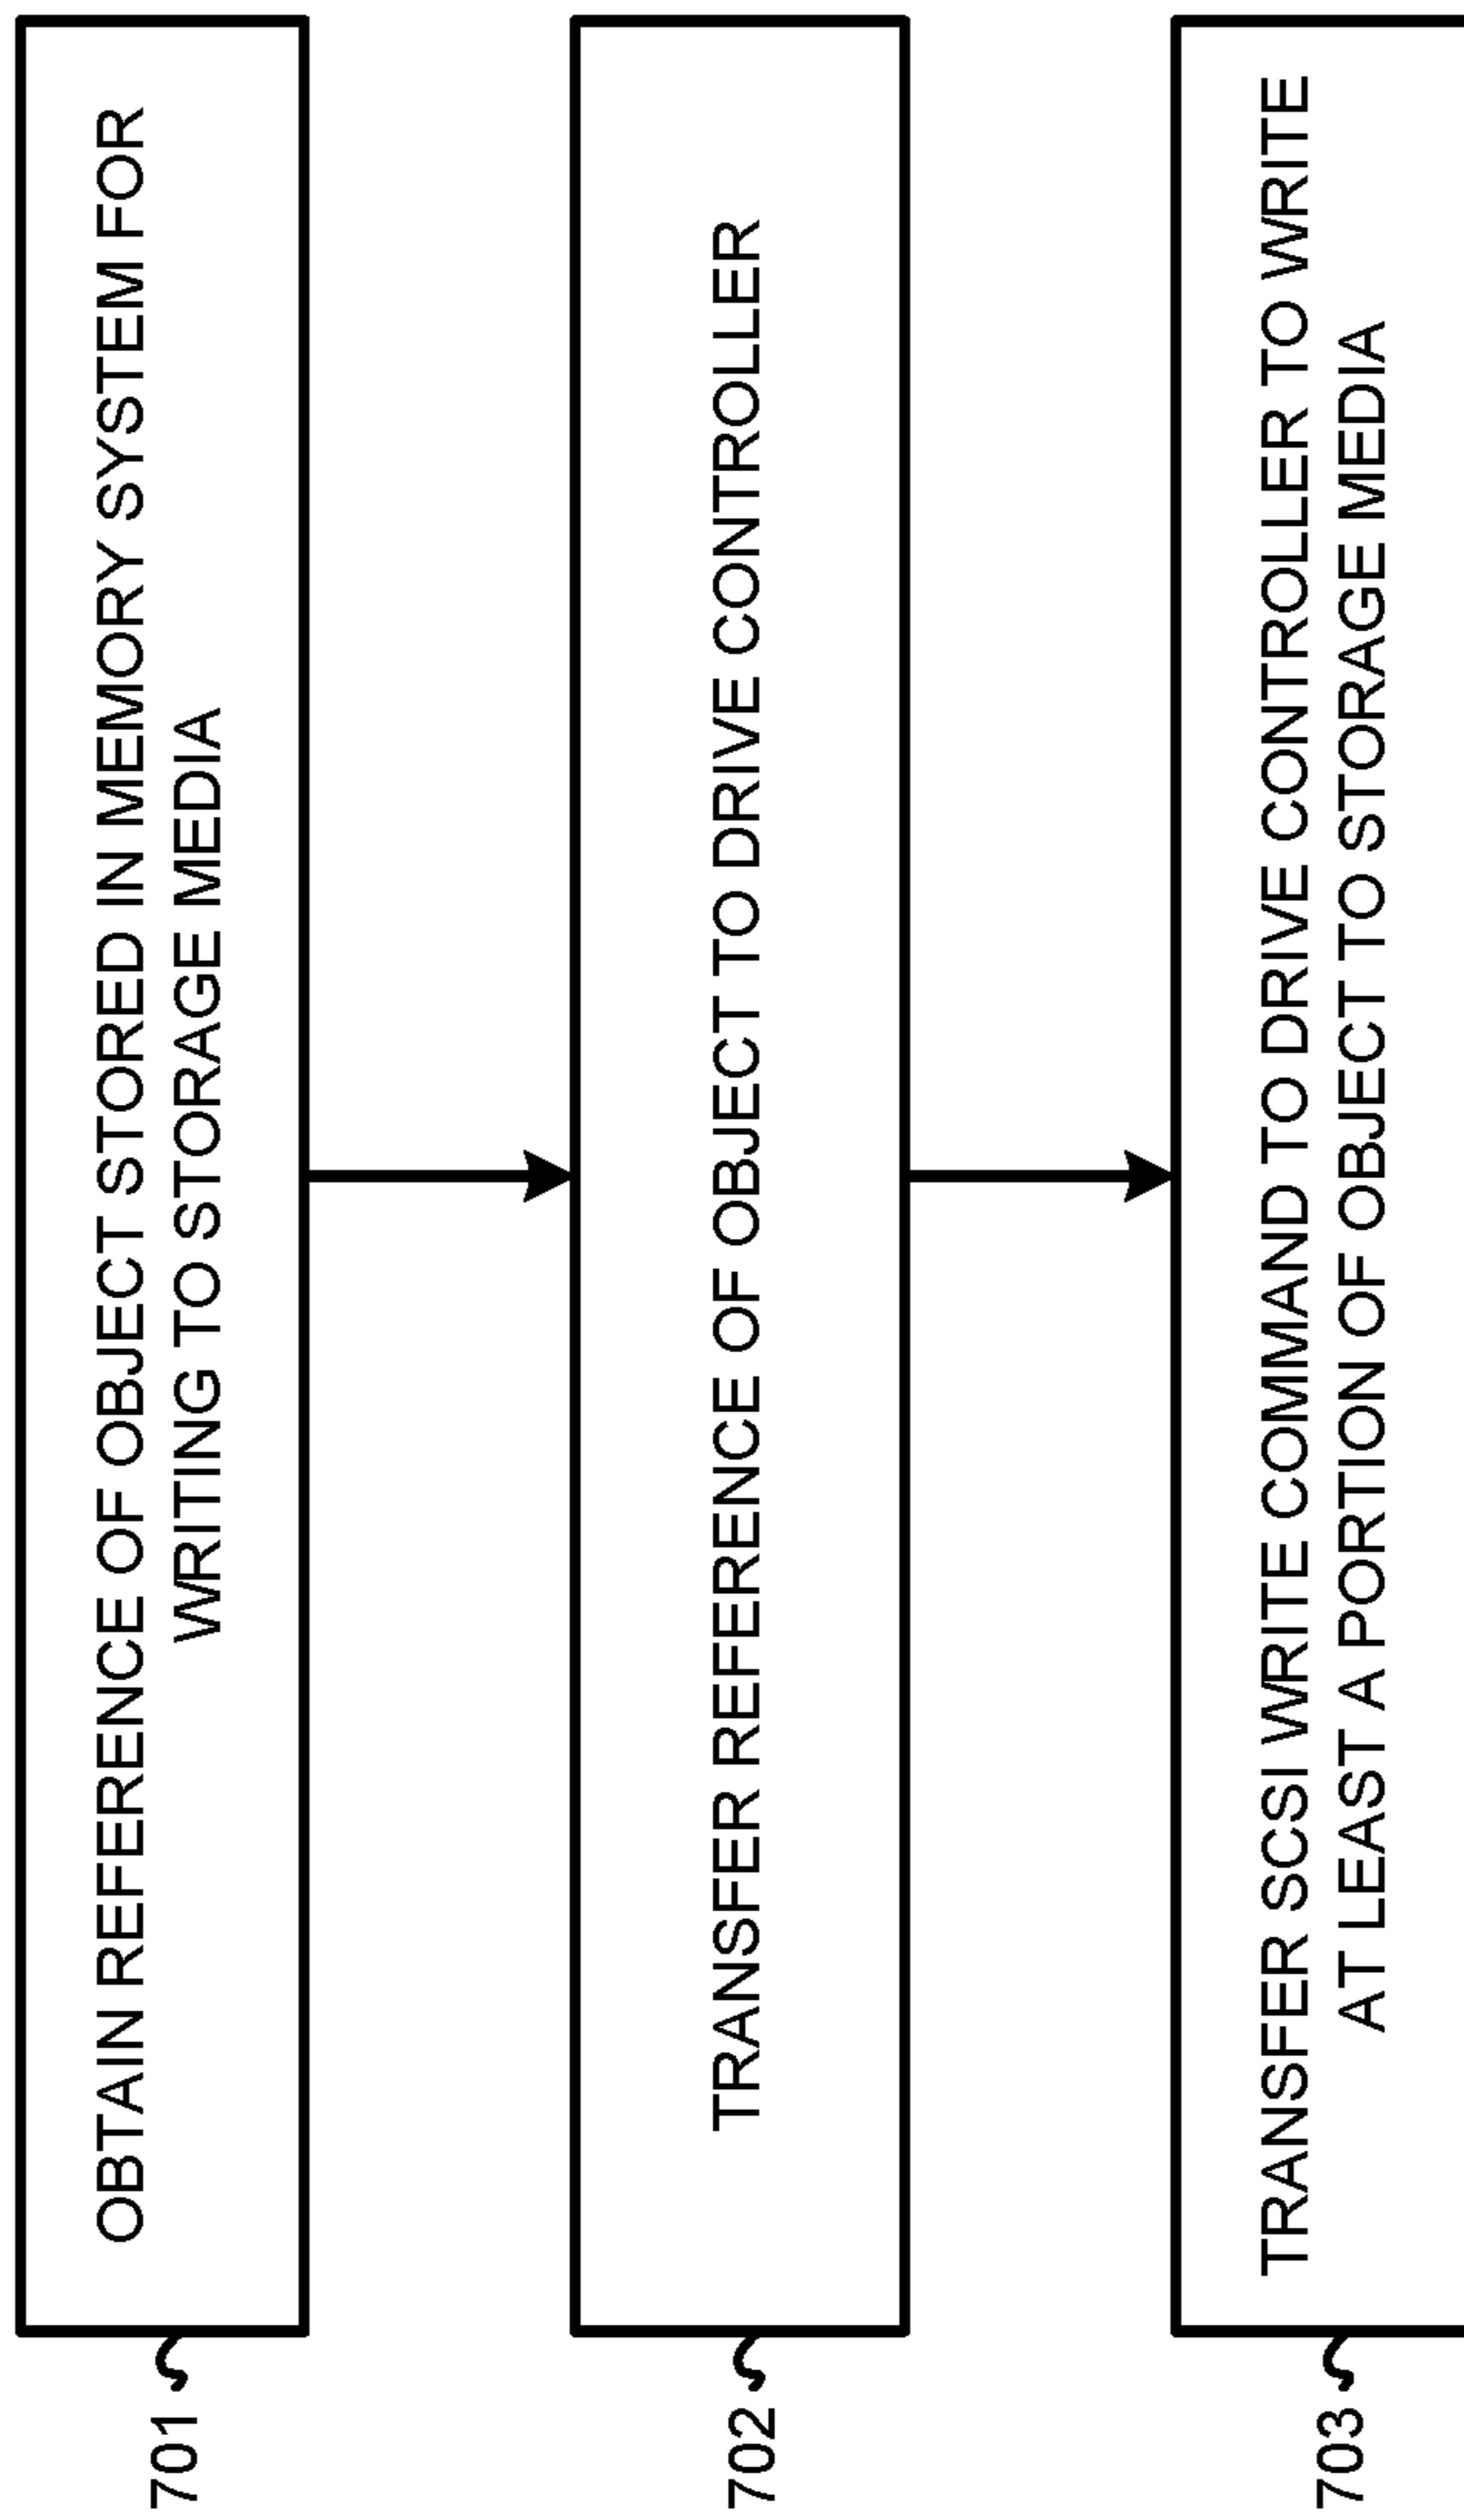 701
OBTAIN REFERENCE OF OBJECT STORED IN MEMORY SYSTEM FOR
WRITING TO STORAGE MEDIA
702
TRANSFER REFERENCE OF OBJECT TO DRIVE CONTROLLER
703
TRANSFER SCSI WRITE COMMAND TO DRIVE CONTROLLER TO WRITE
AT LEAST A PORTION OF OBJECT TO STORAGE MEDIA